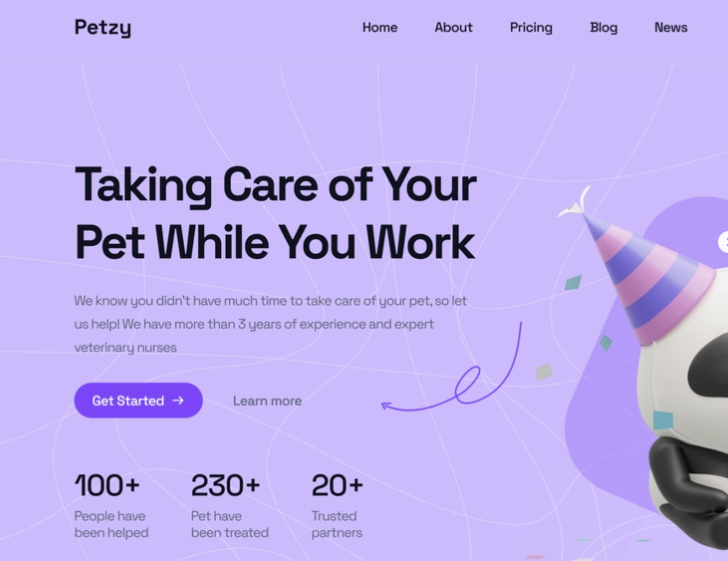 Petzy
Home About Pricing Blog News
Taking Care of Your
Pet While You Work
We know you didn't have much time to take care of your pet, so let
us help! We have more than 3 years of experience and expert
veterinary nurses
Get Started →
Learn more
100+ 230+ 20+
People have Pet have Trusted
been helped been treated partners